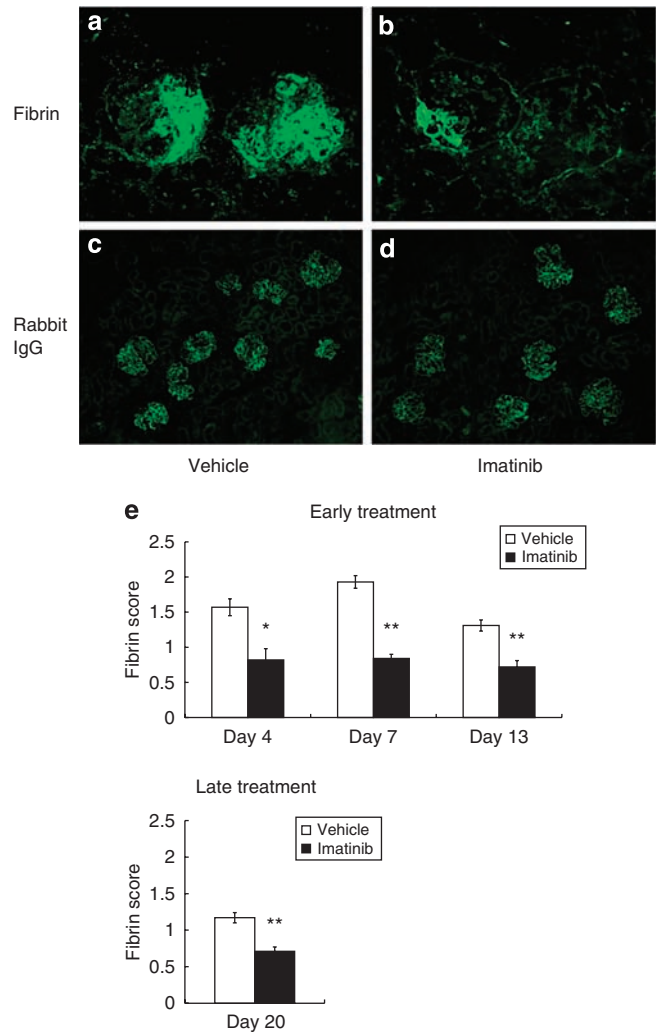 a
b
Fibrin
c
d
Rabbit
IgG
Vehicle
Imatinib
e
Early treatment
Vehicle
Imatinib
Fibrin score
2.5
2
1.5
1
0.5
0
*
**
**
Day 4
Day 7
Day 13
Late treatment
Vehicle
Imatinib
Fibrin score
2.5
2
1.5
1
0.5
0
**
Day 20